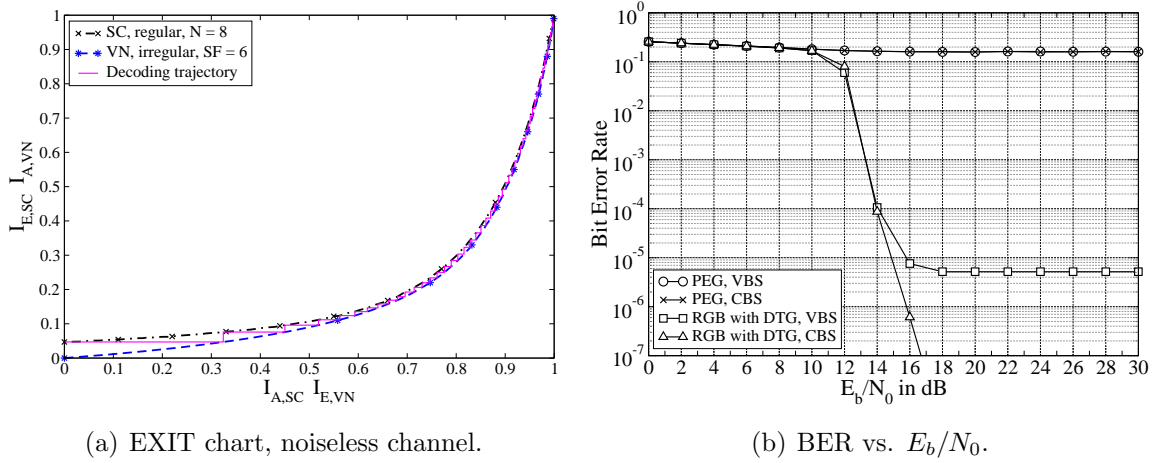 SC, regular, N = 8
VN, irregular, SF = 6
Decoding trajectory
I_{E,SC} I_{A,VN}
1
0.9
0.8
0.7
0.6
0.5
0.4
0.3
0.2
0.1
0
0 0.1 0.2 0.3 0.4 0.5 0.6 0.7 0.8 0.9 1
I_{A,SC} I_{E,VN}
(a) EXIT chart, noiseless channel.
Bit Error Rate
10^0
10^{-1}
10^{-2}
10^{-3}
10^{-4}
10^{-5}
10^{-6}
10^{-7}
PEG, VBS
PEG, CBS
RGB with DTG, VBS
RGB with DTG, CBS
0 2 4 6 8 10 12 14 16 18 20 22 24 26 28 30
E_b/N_0 in dB
(b) BER vs. E_b/N_0.